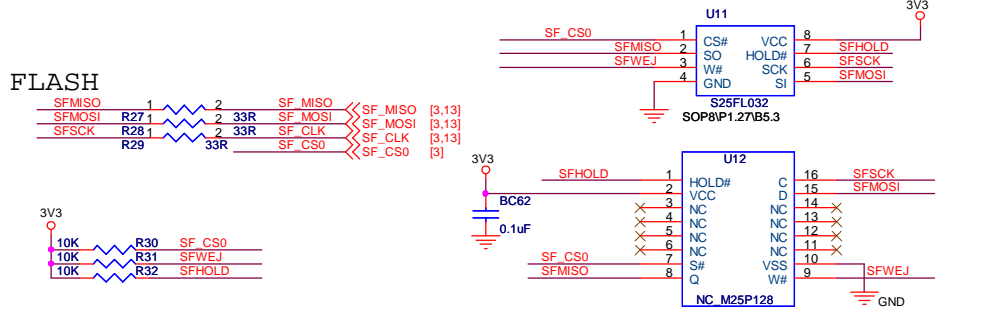 FLASH
SFMISO 1 2 SF_MISO SF_MISO [3,13]
SFMOSI R27 1 2 33R SF_MOSI SF_MOSI [3,13]
SFSCK R28 1 2 33R SF_CLK SF_CLK [3,13]
R29 33R SF_CS0 SF_CS0 [3]
3V3
10K R30 SF_CS0
10K R31 SFWEJ
10K R32 SFHOLD
U11
3V3
SF_CS0 1 CS# VCC 8
SFMISO 2 SO HOLD# 7 SFHOLD
SFWEJ 3 W# SCK 6 SFSCK
4 GND SI 5 SFMOSI
S25FL032
SOP8\P1.27\B5.3
U12
3V3
SFHOLD 1 HOLD# C 16 SFSCK
2 VCC D 15 SFMOSI
BC62
0.1uF
3 NC NC 14
4 NC NC 13
5 NC NC 12
6 NC NC 11
SF_CS0 7 S# VSS 10
SFMISO 8 Q W# 9 SFWEJ
NC_M25P128
GND